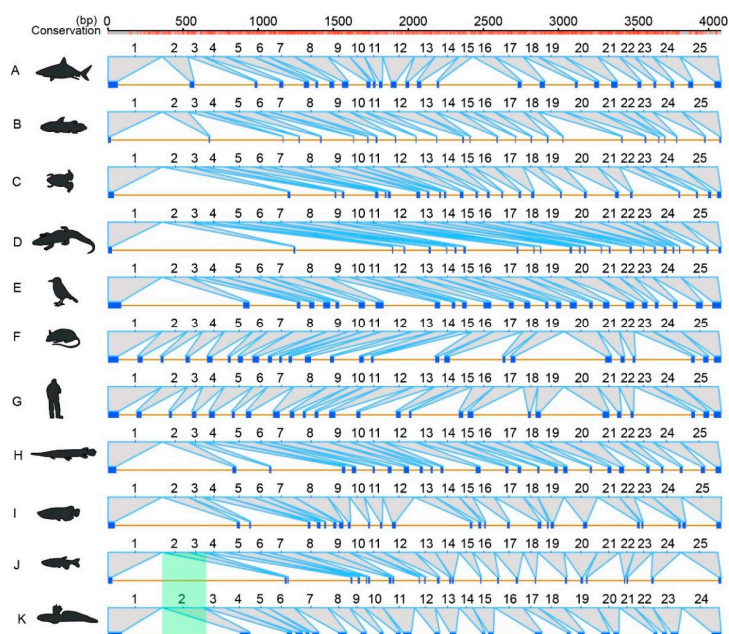 (bp) 0 500 1000 1500 2000 2500 3000 3500 4000
Conservation
1 2 3 4 5 6 7 8 9 10 11 12 13 14 15 16 17 18 19 20 21 22 23 24 25
A
1 2 3 4 5 6 7 8 9 10 11 12 13 14 15 16 17 18 19 20 21 22 23 24 25
B
1 2 3 4 5 6 7 8 9 10 11 12 13 14 15 16 17 18 19 20 21 22 23 24 25
C
1 2 3 4 5 6 7 8 9 10 11 12 13 14 15 16 17 18 19 20 21 22 23 24 25
D
1 2 3 4 5 6 7 8 9 10 11 12 13 14 15 16 17 18 19 20 21 22 23 24 25
E
1 2 3 4 5 6 7 8 9 10 11 12 13 14 15 16 17 18 19 20 21 22 23 24 25
F
1 2 3 4 5 6 7 8 9 10 11 12 13 14 15 16 17 18 19 20 21 22 23 24 25
G
1 2 3 4 5 6 7 8 9 10 11 12 13 14 15 16 17 18 19 20 21 22 23 24 25
H
1 2 3 4 5 6 7 8 9 10 11 12 13 14 15 16 17 18 19 20 21 22 23 24 25
I
1 2 3 4 5 6 7 8 9 10 11 12 13 14 15 16 17 18 19 20 21 22 23 24 25
J
1 2 3 4 5 6 7 8 9 10 11 12 13 14 15 16 17 18 19 20 21 22 23 24
K